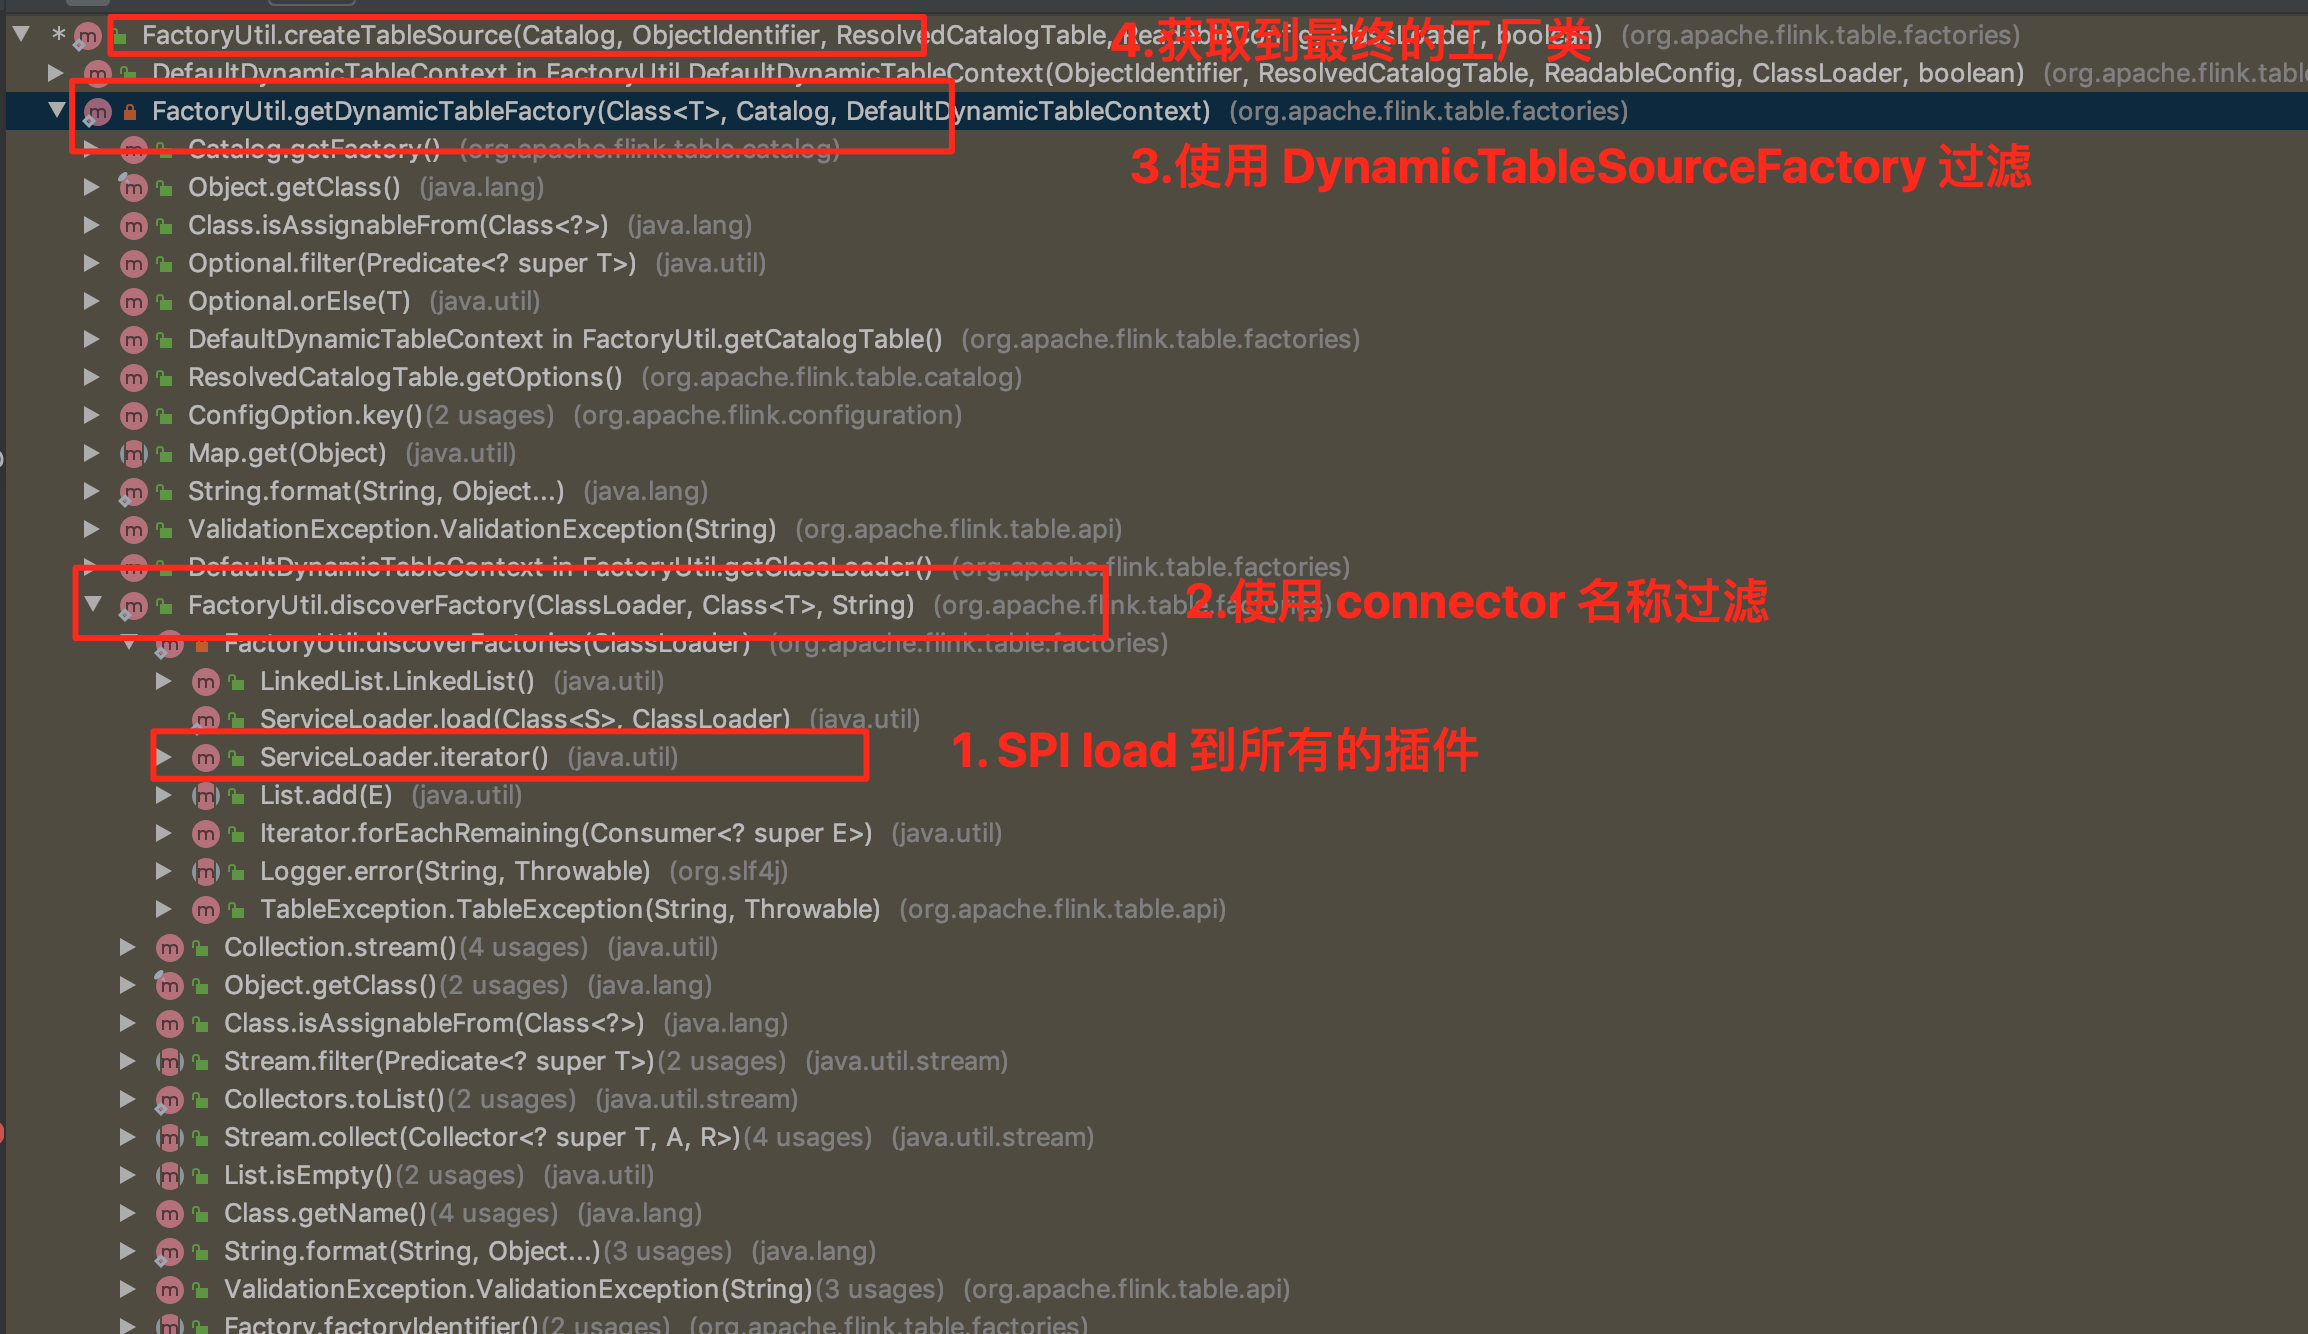 * FactoryUtil.createTableSource(Catalog, ObjectIdentifier, ResolvedCatalogTable, ReadableConfig, ClassLoader, boolean) (org.apache.flink.table.factories)
4.获取到最终的工厂类
DefaultDynamicTableContext in FactoryUtil.DefaultDynamicTableContext(ObjectIdentifier, ResolvedCatalogTable, ReadableConfig, ClassLoader, boolean) (org.apache.flink.table
FactoryUtil.getDynamicTableFactory(Class<T>, Catalog, DefaultDynamicTableContext) (org.apache.flink.table.factories)
Catalog.getFactory() (org.apache.flink.table.catalog)
3.使用 DynamicTableSourceFactory 过滤
Object.getClass() (java.lang)
Class.isAssignableFrom(Class<?>) (java.lang)
Optional.filter(Predicate<? super T>) (java.util)
Optional.orElse(T) (java.util)
DefaultDynamicTableContext in FactoryUtil.getCatalogTable() (org.apache.flink.table.factories)
ResolvedCatalogTable.getOptions() (org.apache.flink.table.catalog)
ConfigOption.key()(2 usages) (org.apache.flink.configuration)
Map.get(Object) (java.util)
String.format(String, Object...) (java.lang)
ValidationException.ValidationException(String) (org.apache.flink.table.api)
DefaultDynamicTableContext in FactoryUtil.getClassLoader() (org.apache.flink.table.factories)
FactoryUtil.discoverFactory(ClassLoader, Class<T>, String) (org.apache.flink.table.factories)
2.使用 connector 名称过滤
FactoryUtil.discoverFactories(ClassLoader) (org.apache.flink.table.factories)
LinkedList.LinkedList() (java.util)
ServiceLoader.load(Class<S>, ClassLoader) (java.util)
ServiceLoader.iterator() (java.util)
1. SPI load 到所有的插件
List.add(E) (java.util)
Iterator.forEachRemaining(Consumer<? super E>) (java.util)
Logger.error(String, Throwable) (org.slf4j)
TableException.TableException(String, Throwable) (org.apache.flink.table.api)
Collection.stream()(4 usages) (java.util)
Object.getClass()(2 usages) (java.lang)
Class.isAssignableFrom(Class<?>) (java.lang)
Stream.filter(Predicate<? super T>)(2 usages) (java.util.stream)
Collectors.toList()(2 usages) (java.util.stream)
Stream.collect(Collector<? super T, A, R>)(4 usages) (java.util.stream)
List.isEmpty()(2 usages) (java.util)
Class.getName()(4 usages) (java.lang)
String.format(String, Object...)(3 usages) (java.lang)
ValidationException.ValidationException(String)(3 usages) (org.apache.flink.table.api)
Factory.factoryIdentifier()(2 usages) (org.apache.flink.table.factories)